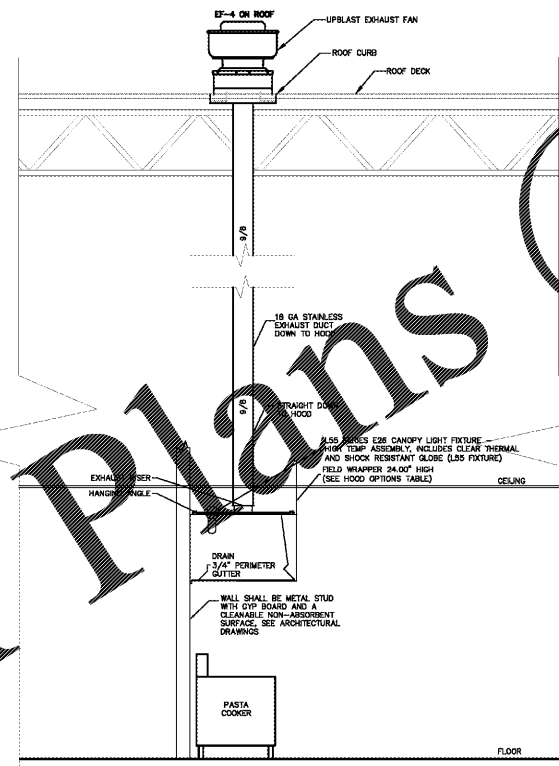 EF-4 ON ROOF
UPBLAST EXHAUST FAN
ROOF CURB
ROOF DECK
9/8
18 GA STAINLESS
EXHAUST DUCT
DOWN TO HOOD
9/8
STRAIGHT DOWN
TO HOOD
L55 SERIES E26 CANOPY LIGHT FIXTURE -
HIGH TEMP ASSEMBLY, INCLUDES CLEAR THERMAL
AND SHOCK RESISTANT GLOBE (L55 FIXTURE)
FIELD WRAPPER 24.00" HIGH
(SEE HOOD OPTIONS TABLE)
CEILING
EXHAUST RISER
HANGING ANGLE
DRAIN
3/4" PERIMETER
GUTTER
WALL SHALL BE METAL STUD
WITH GYP BOARD AND A
CLEANABLE NON-ABSORBENT
SURFACE, SEE ARCHITECTURAL
DRAWINGS
PASTA
COOKER
FLOOR
Plans